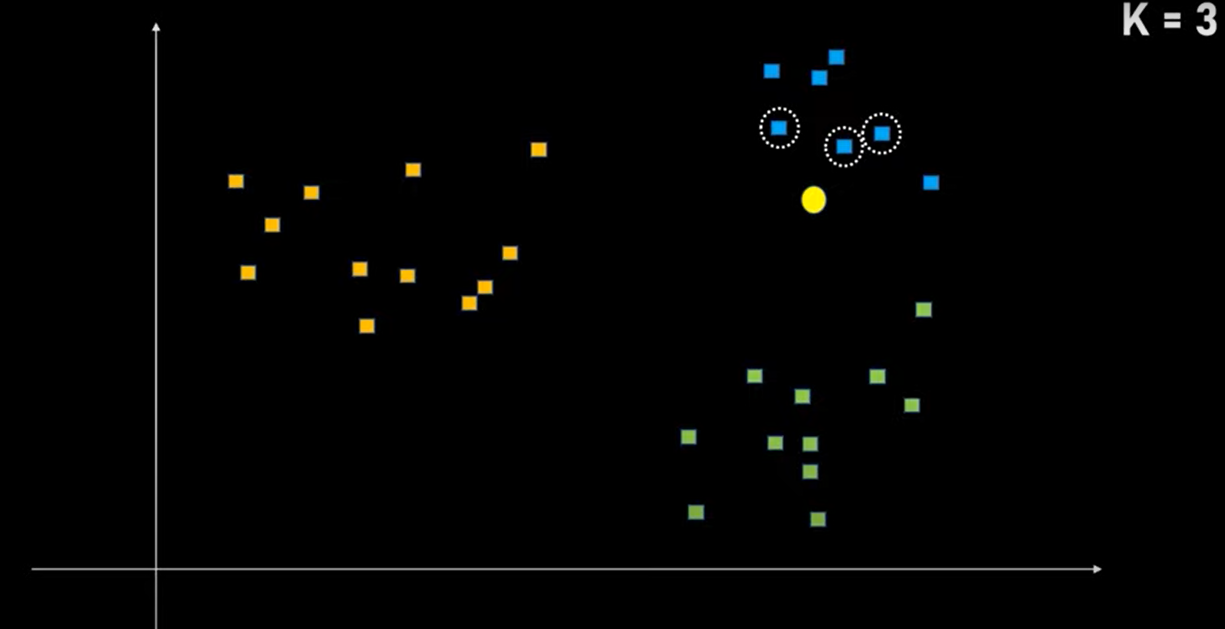 K = 3